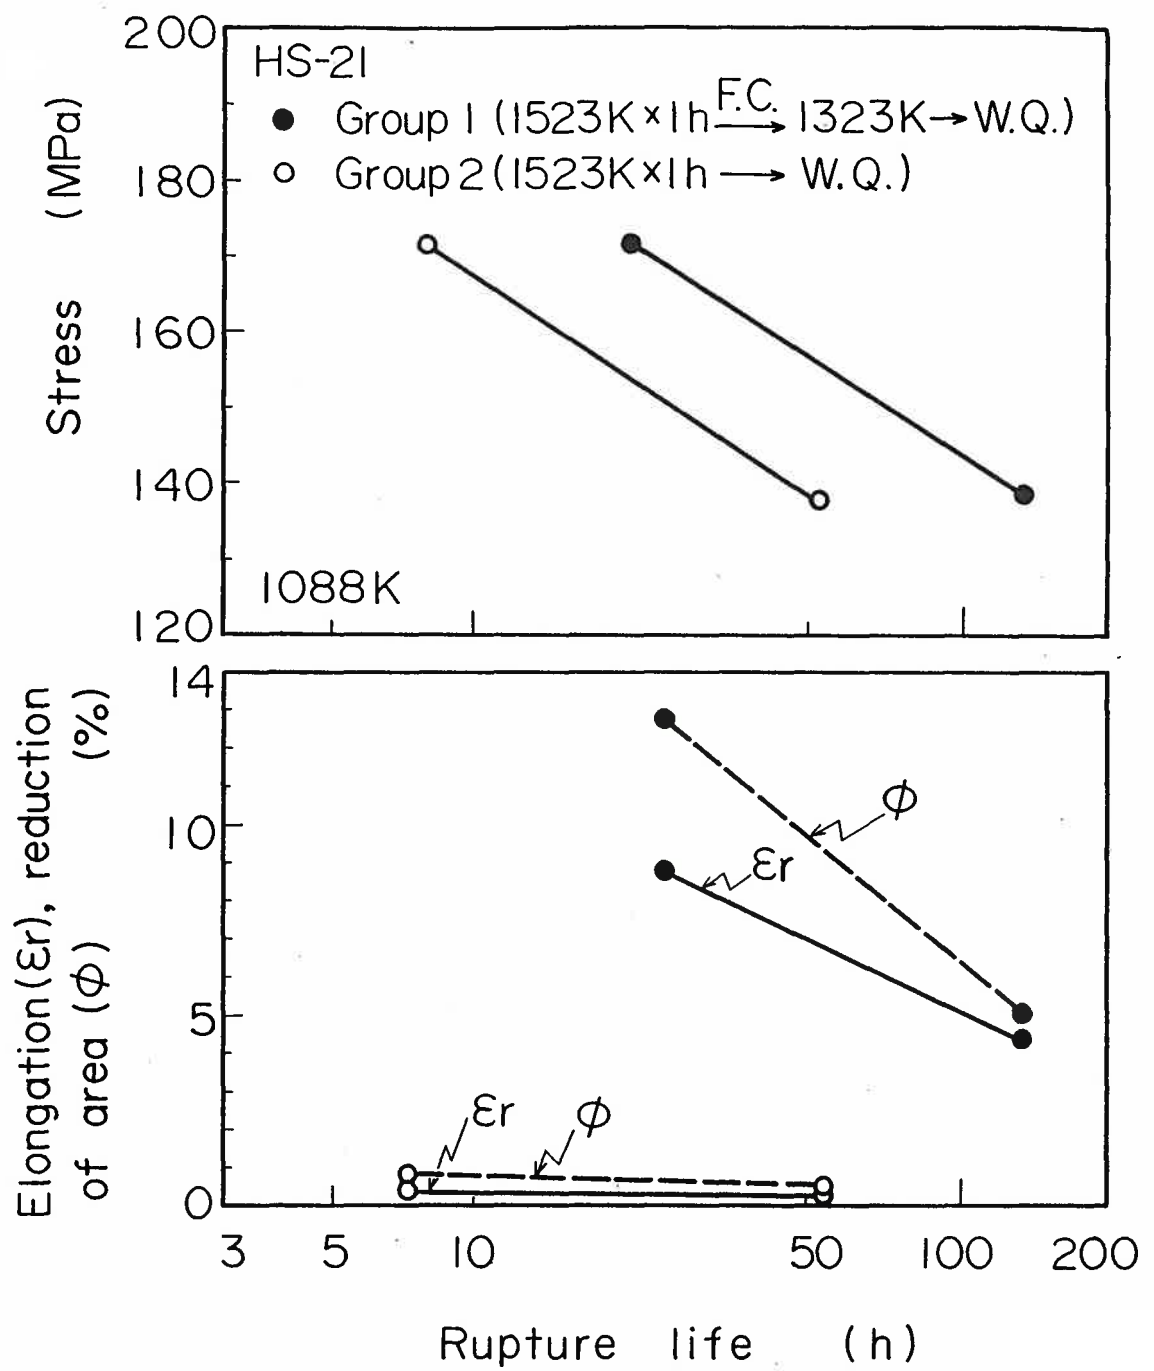 200
HS-21
● Group 1 (1523K×1h F.C.→ 1323K→W.Q.)
○ Group 2 (1523K×1h → W.Q.)
180
160
140
120
Stress (MPa)
1088K
14
10
5
0
Elongation(εr), reduction
of area (ϕ) (%)
ϕ
εr
εr
ϕ
3 5 10 50 100 200
Rupture life (h)